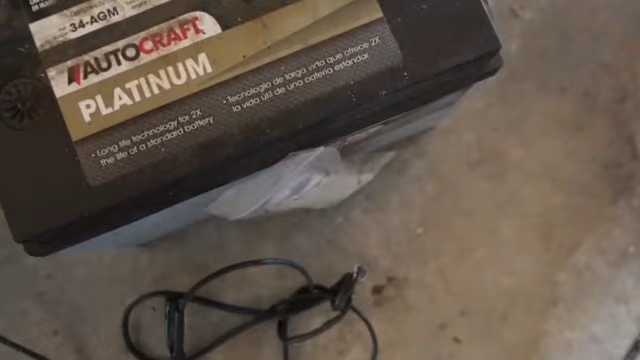 34-AGM
AUTOCRAFT
PLATINUM
• Long life technology for 2X
the life of a standard battery
• Tecnología de larga vida que ofrece 2X
la vida útil de una batería estándar